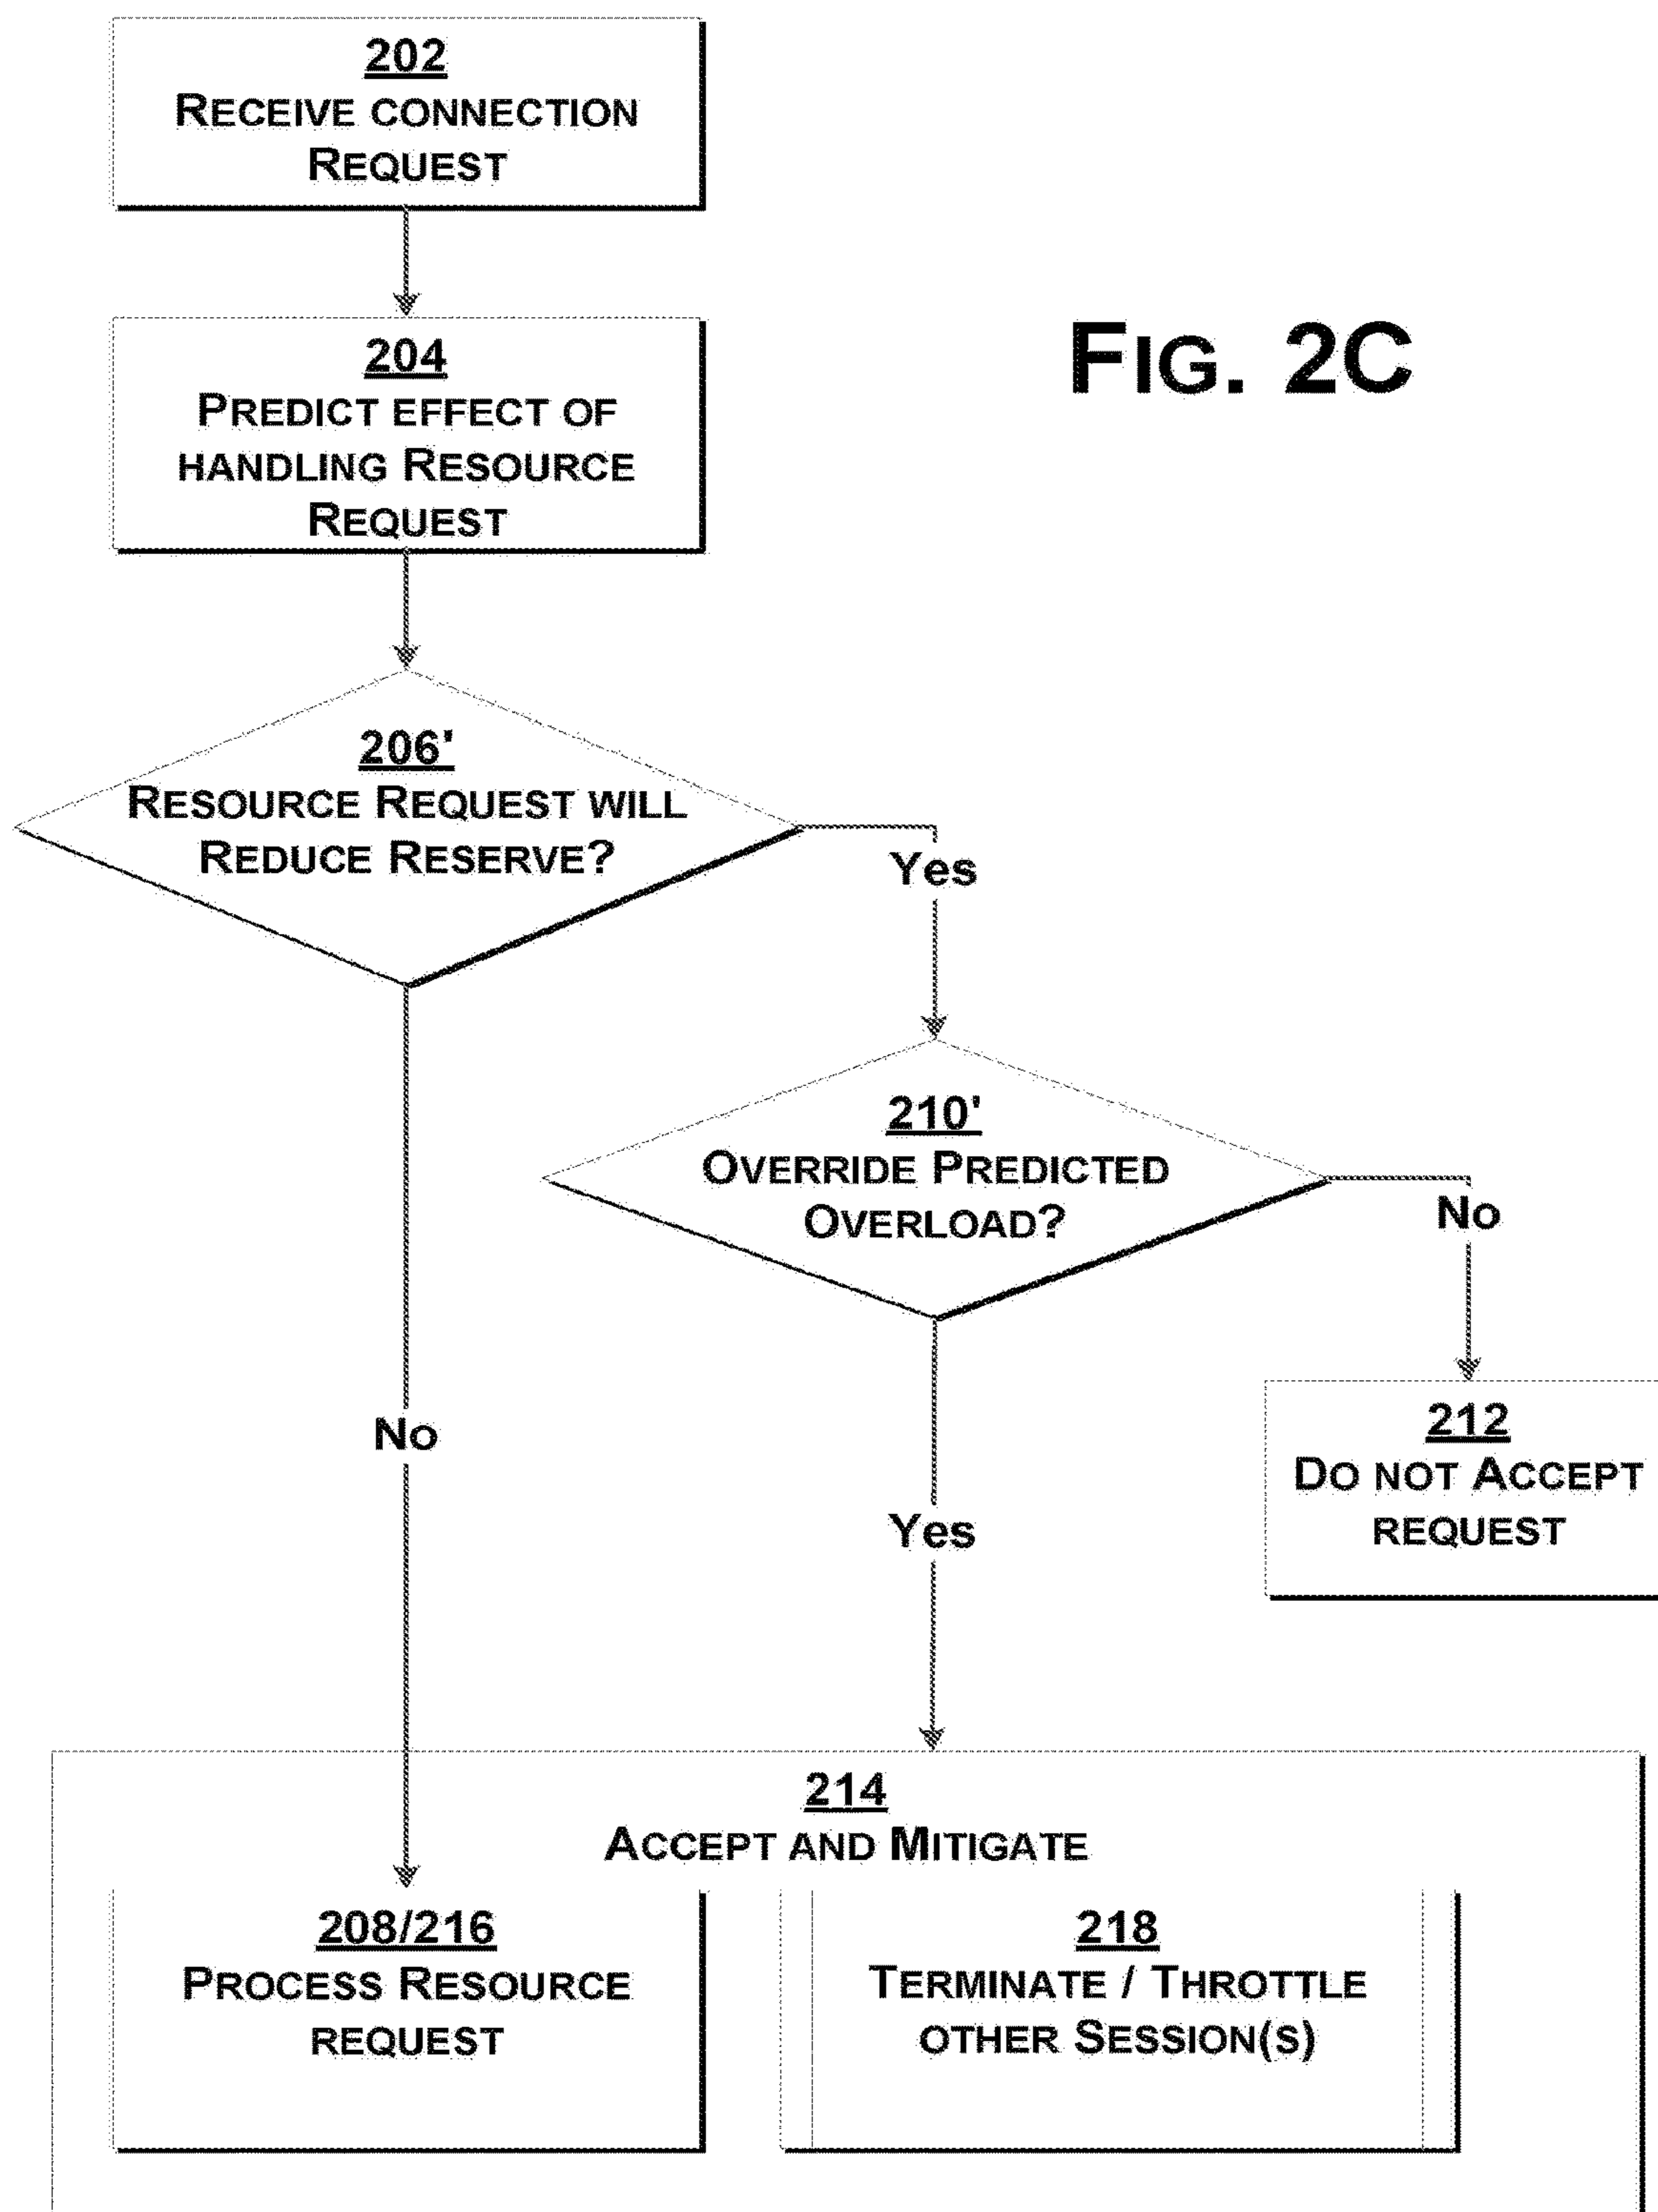 202
RECEIVE CONNECTION
REQUEST
FIG. 2C
204
PREDICT EFFECT OF
HANDLING RESOURCE
REQUEST
206'
RESOURCE REQUEST WILL
REDUCE RESERVE?
Yes
210'
OVERRIDE PREDICTED
OVERLOAD?
No
212
DO NOT ACCEPT
REQUEST
No
Yes
214
ACCEPT AND MITIGATE
208/216
PROCESS RESOURCE
REQUEST
218
TERMINATE / THROTTLE
OTHER SESSION(S)